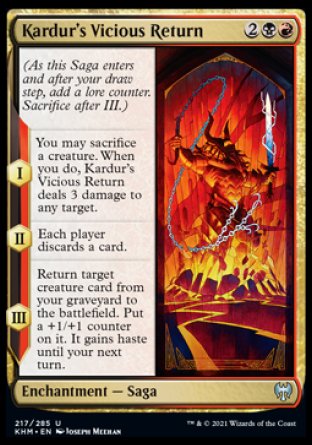 Kardur's Vicious Return 2
(As this Saga enters
and after your draw
step, add a lore counter.
Sacrifice after III.)
I
You may sacrifice
a creature. When
you do, Kardur's
Vicious Return
deals 3 damage to
any target.
II
Each player
discards a card.
III
Return target
creature card from
your graveyard to
the battlefield. Put
a +1/+1 counter
on it. It gains haste
until your next
turn.
Enchantment — Saga
217/285 U
KHM • EN Joseph Meehan
™ & © 2021 Wizards of the Coast